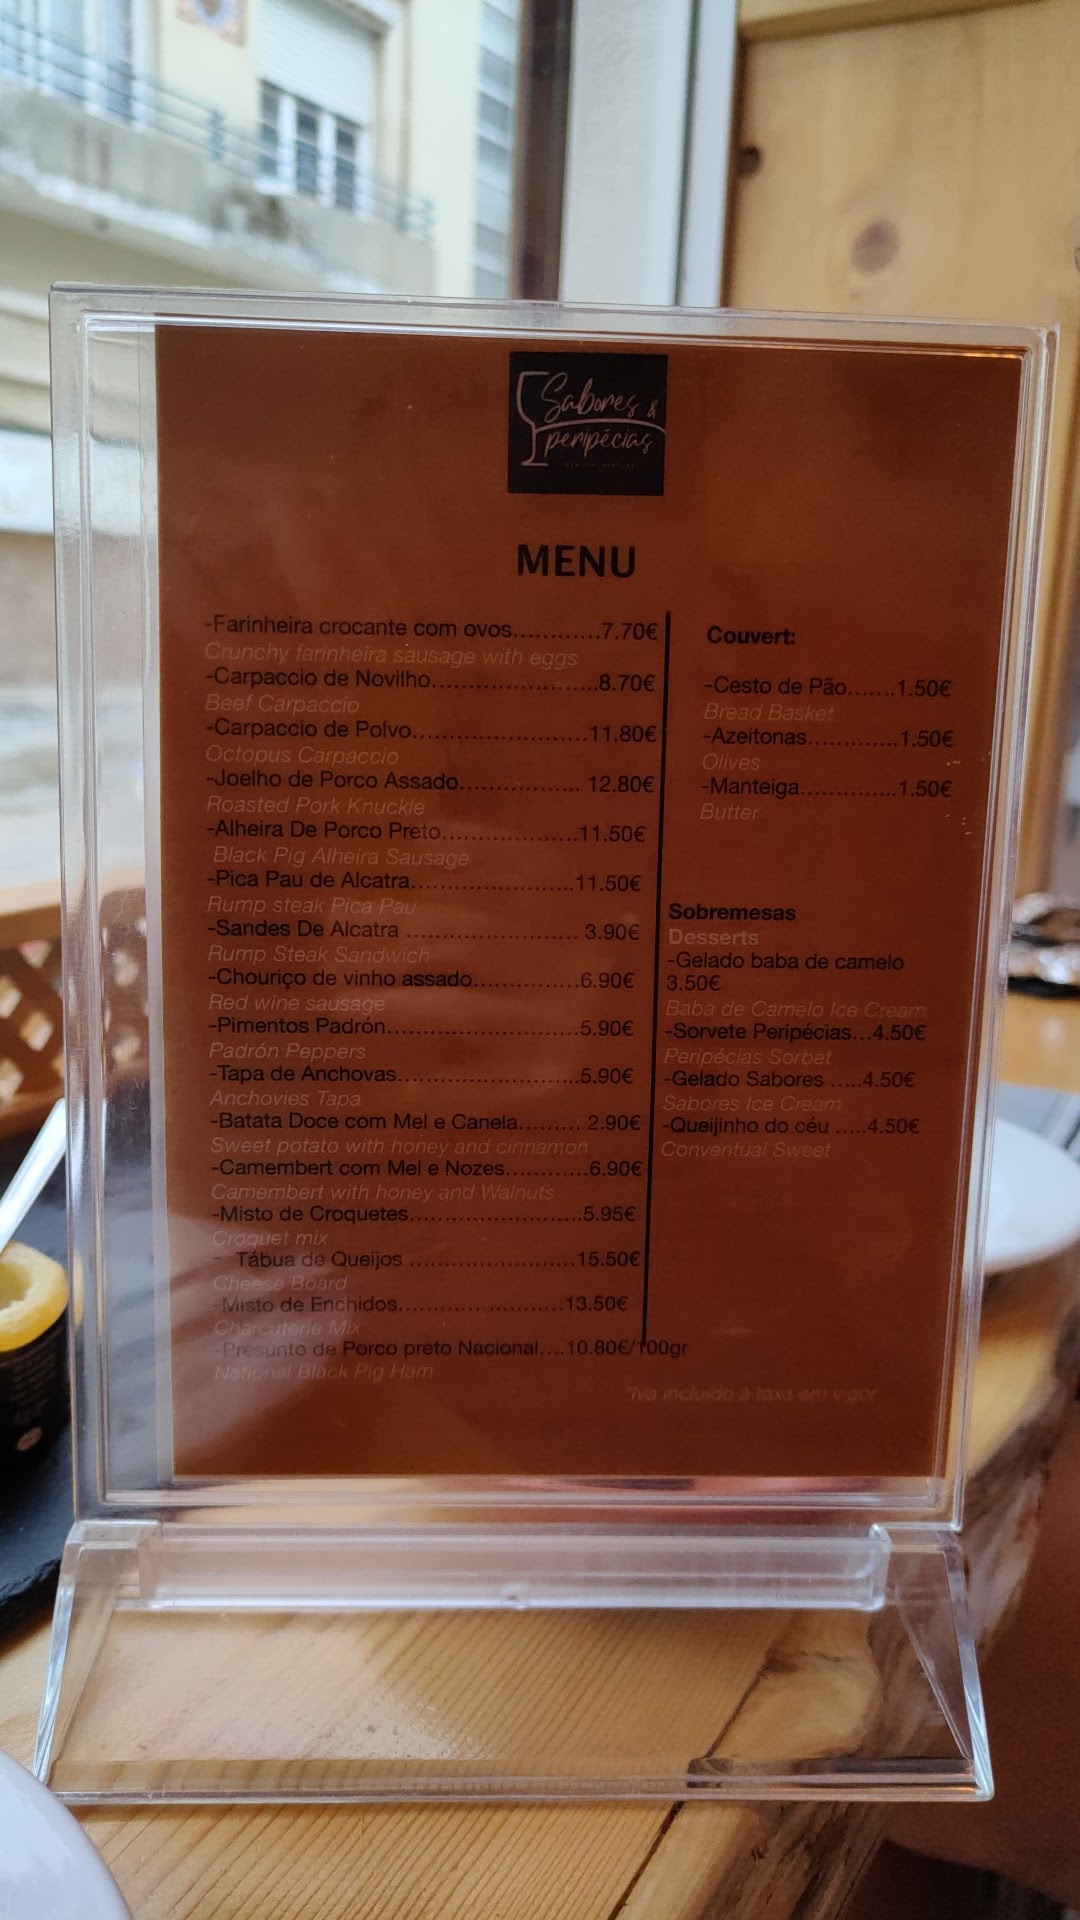 Sabores &
peripécias
MENU
-Farinheira crocante com ovos............7.70€
Crunchy farinheira sausage with eggs
-Carpaccio de Novilho.......................8.70€
Beef Carpaccio
-Carpaccio de Polvo........................11.80€
Octopus Carpaccio
-Joelho de Porco Assado................. 12.80€
Roasted Pork Knuckle
-Alheira De Porco Preto...................11.50€
Black Pig Alheira Sausage
-Pica Pau de Alcatra.......................11.50€
Rump steak Pica Pau
-Sandes De Alcatra ........................ 3.90€
Rump Steak Sandwich
-Chouriço de vinho assado...............6.90€
Red wine sausage
-Pimentos Padrón...........................5.90€
Padrón Peppers
-Tapa de Anchovas.........................5.90€
Anchovies Tapa
-Batata Doce com Mel e Canela......... 2.90€
Sweet potato with honey and cinnamon
-Camembert com Mel e Nozes............6.90€
Camembert with honey and Walnuts
-Misto de Croquetes.........................5.95€
Croquet mix
- Tábua de Queijos ........................15.50€
Cheese Board
-Misto de Enchidos........................13.50€
Charcuterie Mix
-Presunto de Porco preto Nacional....10.80€/100gr
National Black Pig Ham
Couvert:
-Cesto de Pão.......1.50€
Bread Basket
-Azeitonas.............1.50€
Olives
-Manteiga..............1.50€
Butter
Sobremesas
Desserts
-Gelado baba de camelo
3.50€
Baba de Camelo Ice Cream
-Sorvete Peripécias...4.50€
Peripécias Sorbet
-Gelado Sabores .....4.50€
Sabores Ice Cream
-Queijinho do céu .....4.50€
Conventual Sweet
*Iva incluido à taxa em vigor